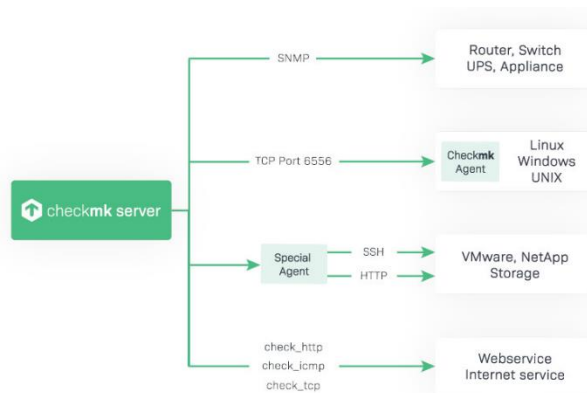 SNMP
Router, Switch
UPS, Appliance
TCP Port 6556
Checkmk
Agent
Linux
Windows
UNIX
checkmk server
Special
Agent
SSH
HTTP
VMware, NetApp
Storage
check_http
check_icmp
check_tcp
Webservice
Internet service